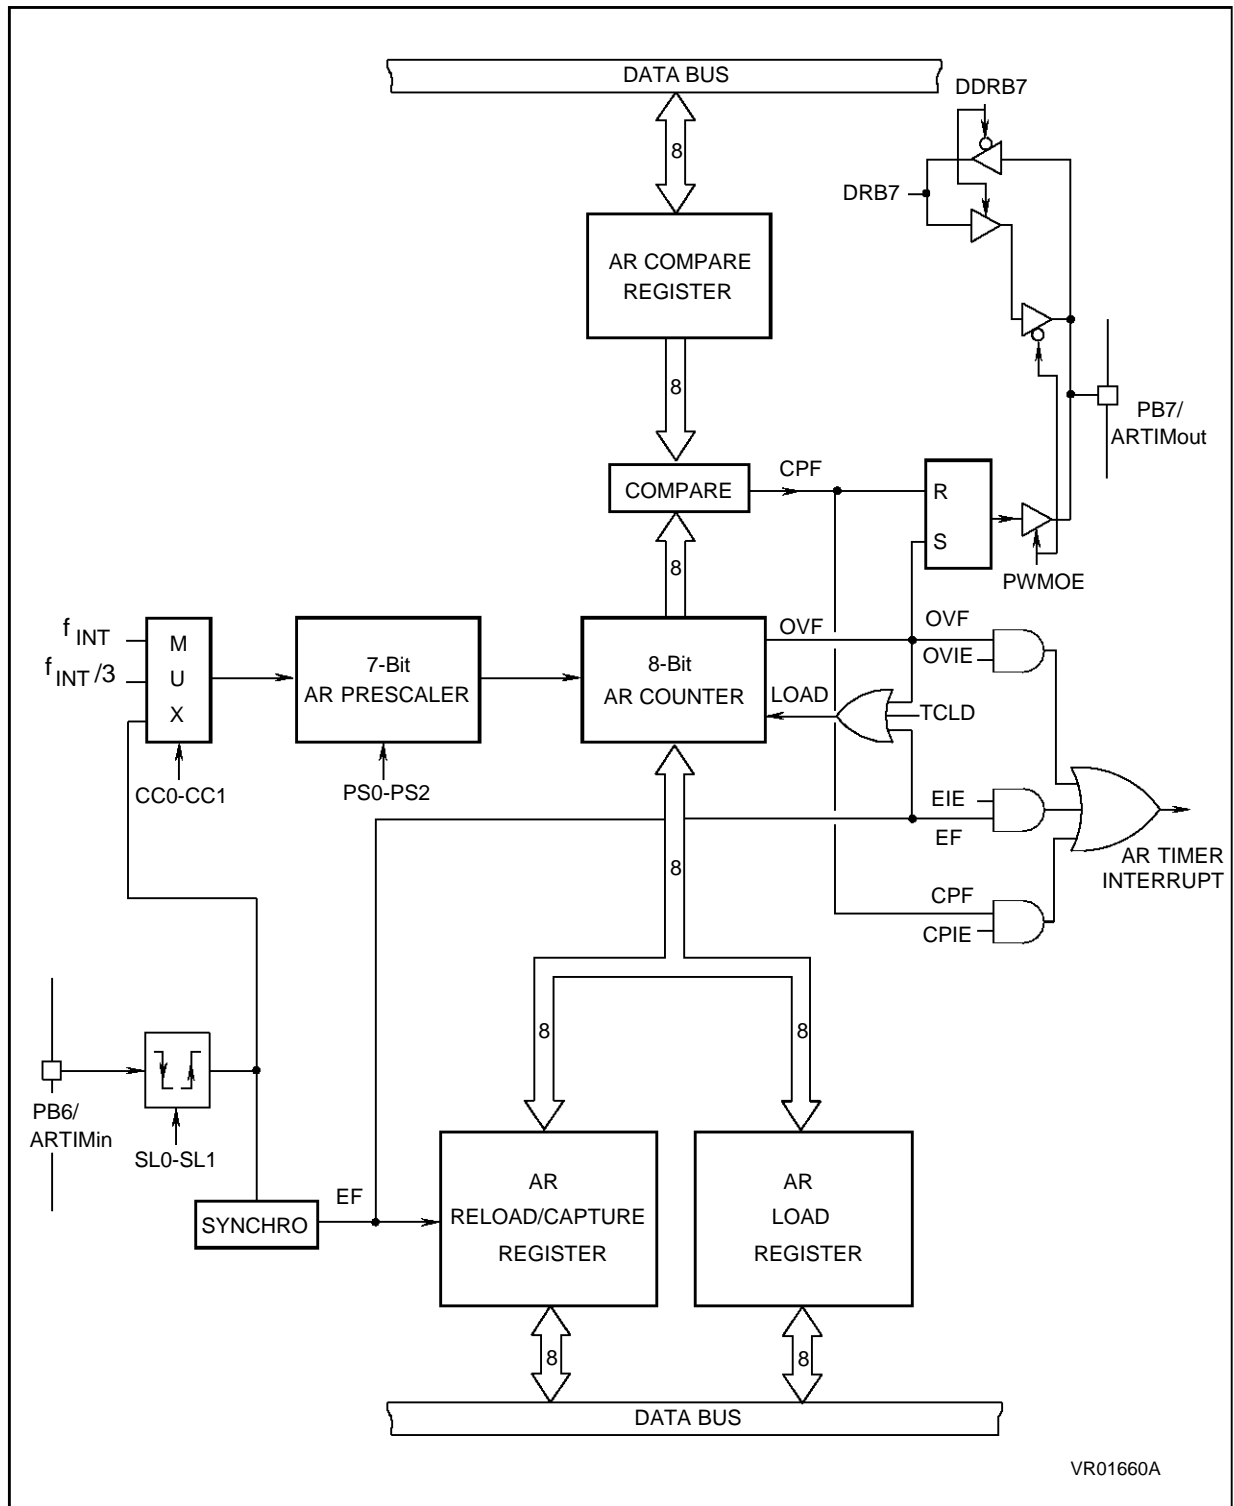 DATA BUS
DDRB7
8
DRB7
AR COMPARE
REGISTER
8
PB7/
ARTIMout
CPF
COMPARE
R
S
8
PWMOE
f INT
f INT /3
M
U
X
7-Bit
AR PRESCALER
8-Bit
AR COUNTER
OVF
OVF
OVIE
LOAD
TCLD
CC0-CC1
PS0-PS2
EIE
EF
AR TIMER
INTERRUPT
8
CPF
CPIE
8
8
PB6/
ARTIMin
SL0-SL1
SYNCHRO
EF
AR
RELOAD/CAPTURE
REGISTER
AR
LOAD
REGISTER
8
8
DATA BUS
VR01660A